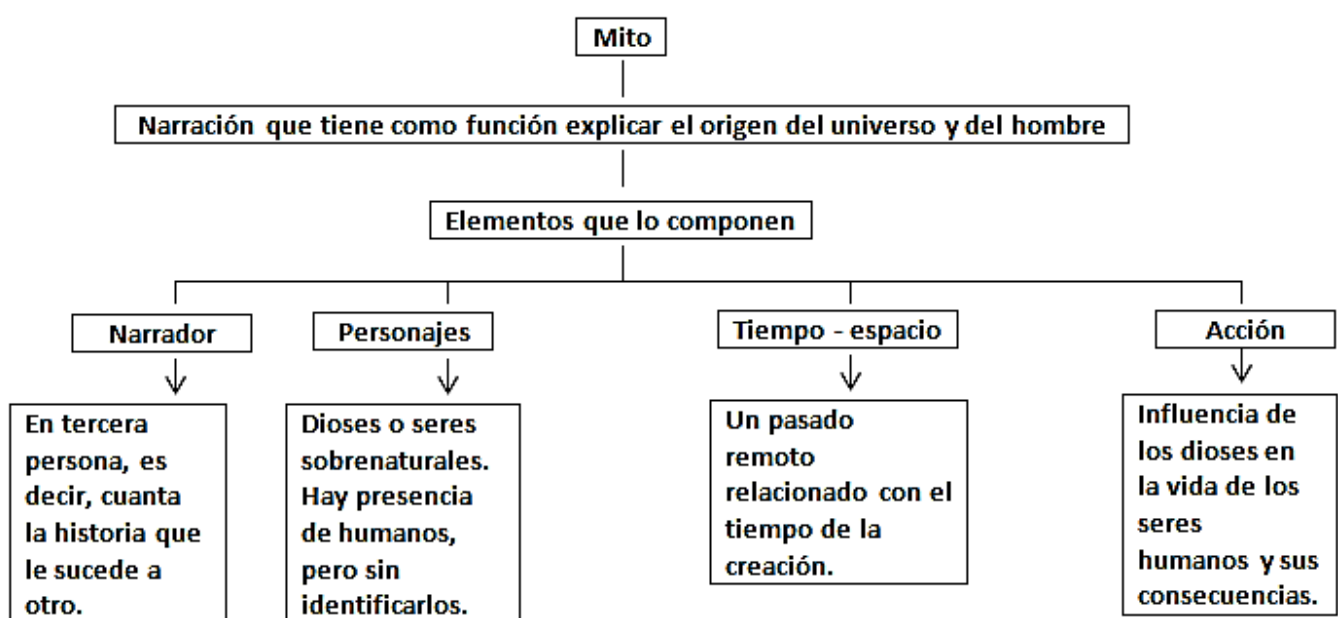 Mito
Narración que tiene como función explicar el origen del universo y del hombre
Elementos que lo componen
Narrador
Personajes
Tiempo - espacio
Acción
En tercera
persona, es
decir, cuanta
la historia que
le sucede a
otro.
Dioses o seres
sobrenaturales.
Hay presencia
de humanos,
pero sin
identificarlos.
Un pasado
remoto
relacionado con el
tiempo de la
creación.
Influencia de
los dioses en
la vida de los
seres
humanos y sus
consecuencias.